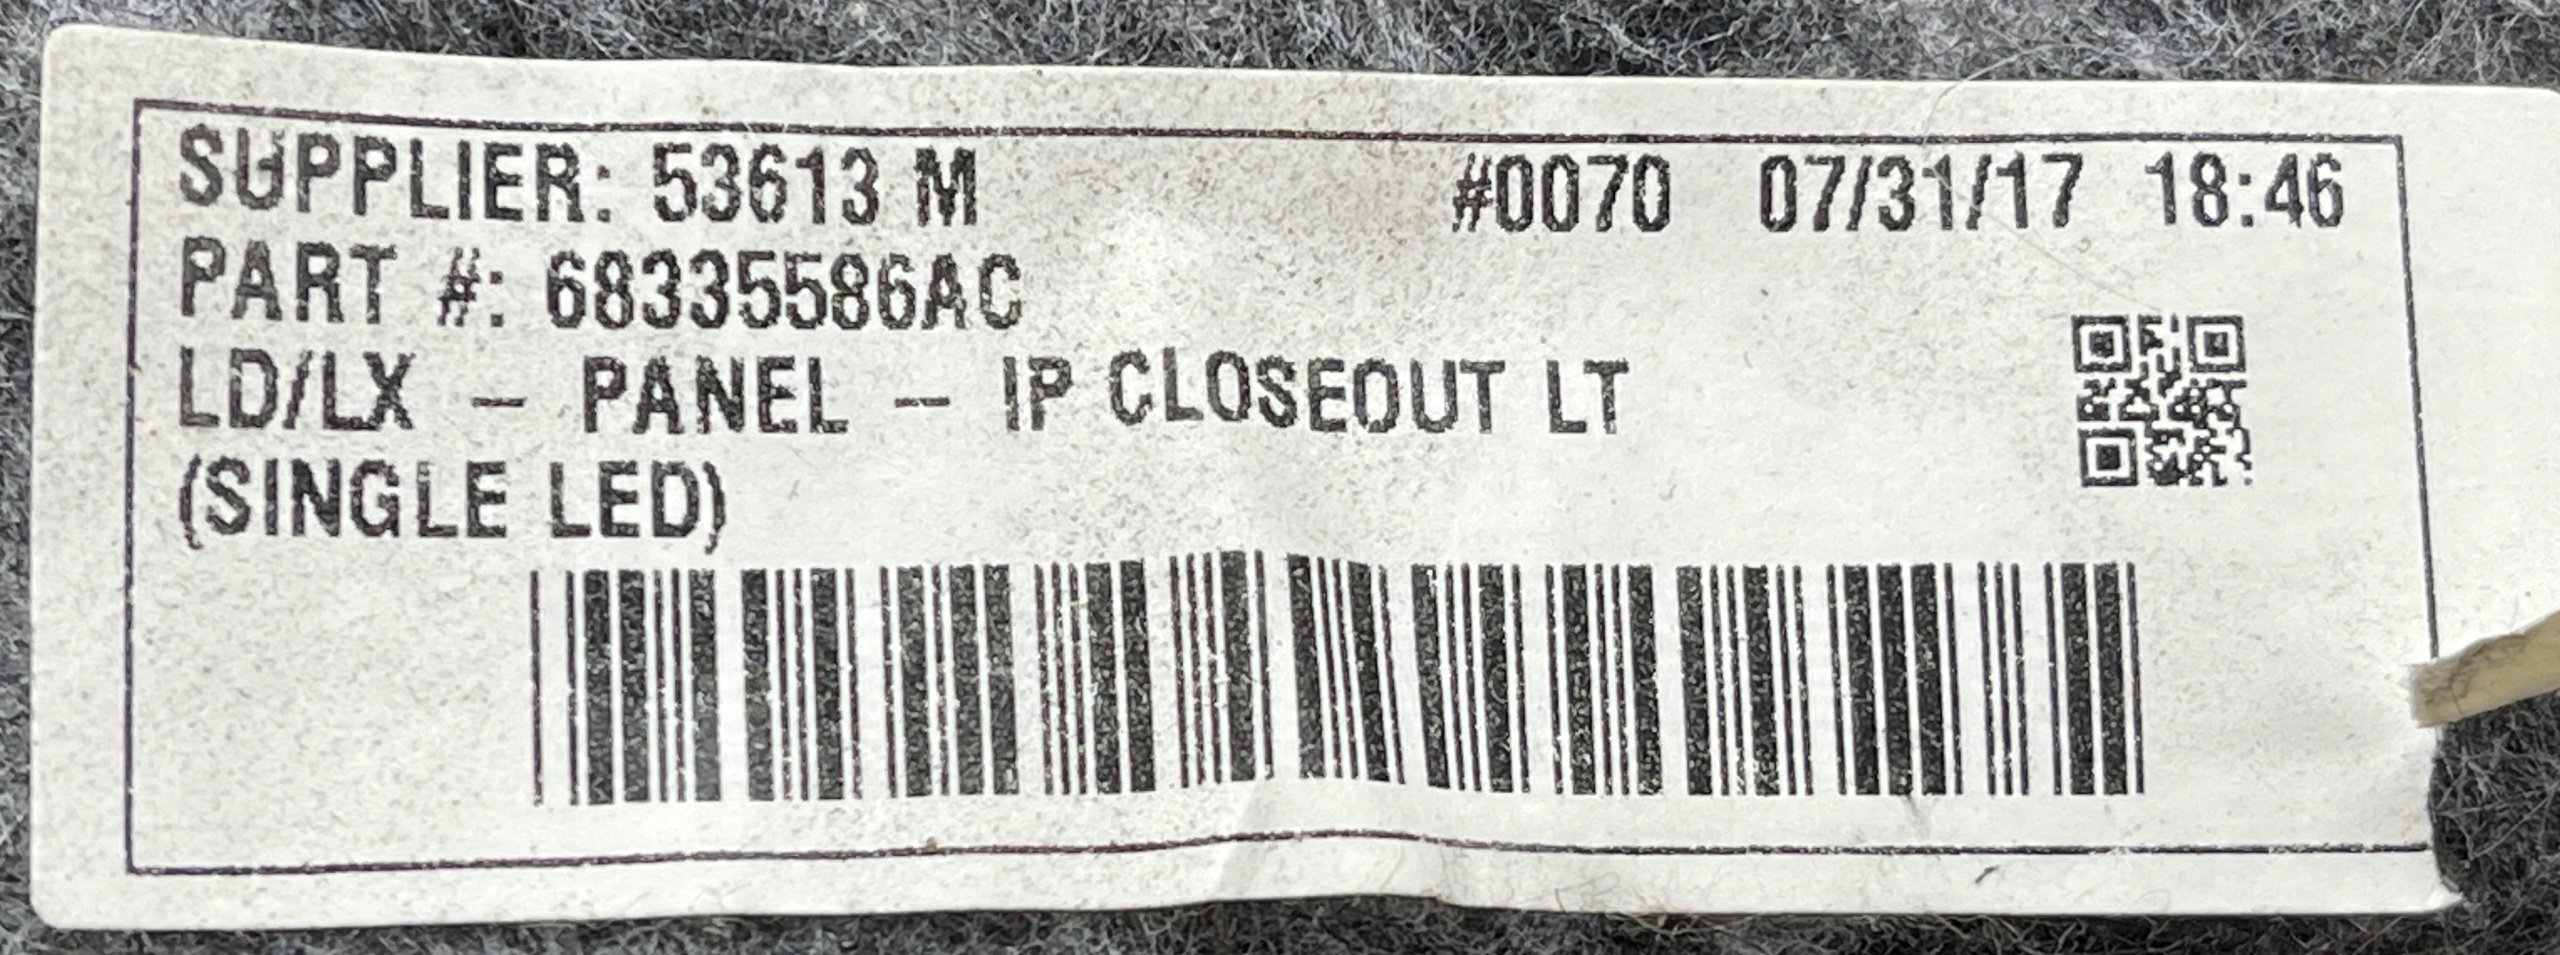 SUPPLIER: 53613 M #0070 07/31/17 18:46
PART #: 68335586AC
LD/LX – PANEL – IP CLOSEOUT LT
(SINGLE LED)